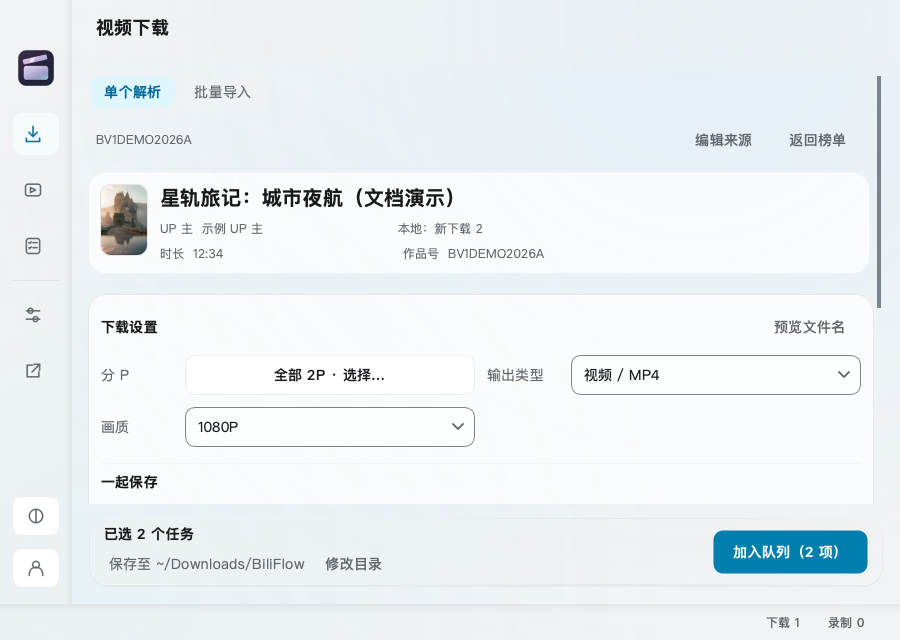 视频下载
单个解析 批量导入
BV1DEMO2026A 编辑来源 返回榜单
星轨旅记：城市夜航（文档演示）
UP 主 示例 UP 主 本地：新下载 2
时长 12:34 作品号 BV1DEMO2026A
下载设置 预览文件名
分 P 全部 2P · 选择... 输出类型 视频 / MP4
画质 1080P
一起保存
已选 2 个任务
保存至 ~/Downloads/BiliFlow 修改目录 加入队列（2 项）
下载 1 录制 0